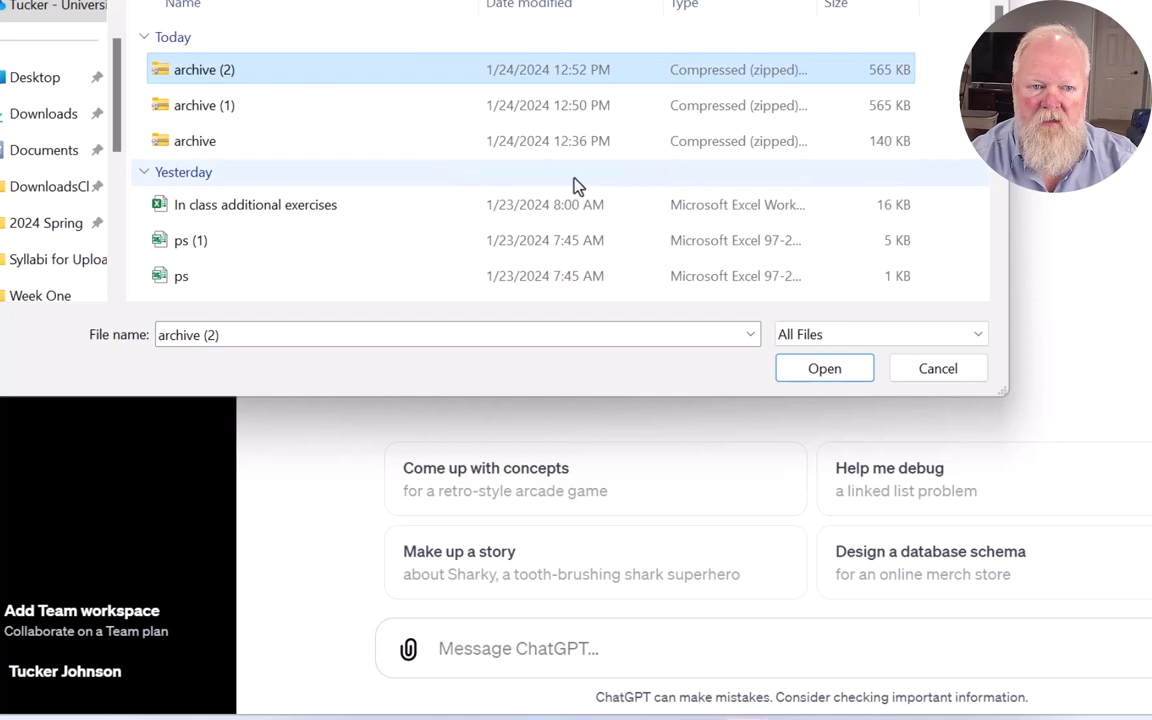 Tucker - Universi
Name Date modified Type Size
Today
archive (2) 1/24/2024 12:52 PM Compressed (zipped)... 565 KB
archive (1) 1/24/2024 12:50 PM Compressed (zipped)... 565 KB
archive 1/24/2024 12:36 PM Compressed (zipped)... 140 KB
Yesterday
In class additional exercises 1/23/2024 8:00 AM Microsoft Excel Work... 16 KB
ps (1) 1/23/2024 7:45 AM Microsoft Excel 97-2... 5 KB
ps 1/23/2024 7:45 AM Microsoft Excel 97-2... 1 KB
Desktop
Downloads
Documents
DownloadsCl
2024 Spring
Syllabi for Uploa
Week One
File name: archive (2) All Files
Open Cancel
Come up with concepts
for a retro-style arcade game
Help me debug
a linked list problem
Make up a story
about Sharky, a tooth-brushing shark superhero
Design a database schema
for an online merch store
Add Team workspace
Collaborate on a Team plan
Tucker Johnson
Message ChatGPT...
ChatGPT can make mistakes. Consider checking important information.